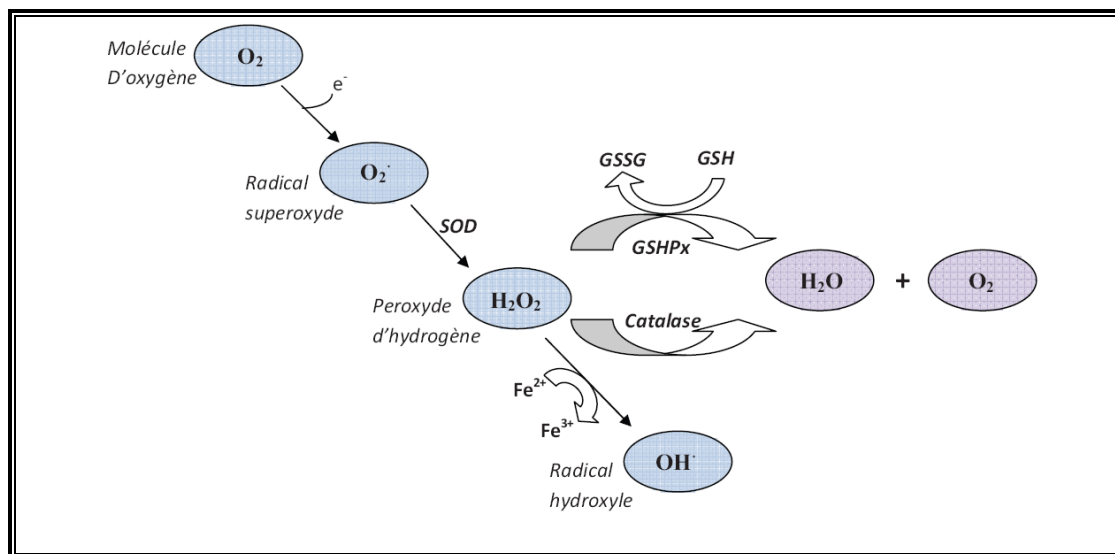 Molécule
D'oxygène
O₂
e⁻
Radical
superoxyde
O₂·
SOD
GSSG
GSH
GSHPx
Peroxyde
d'hydrogène
H₂O₂
Catalase
H₂O
+
O₂
Fe²⁺
Fe³⁺
Radical
hydroxyle
OH·